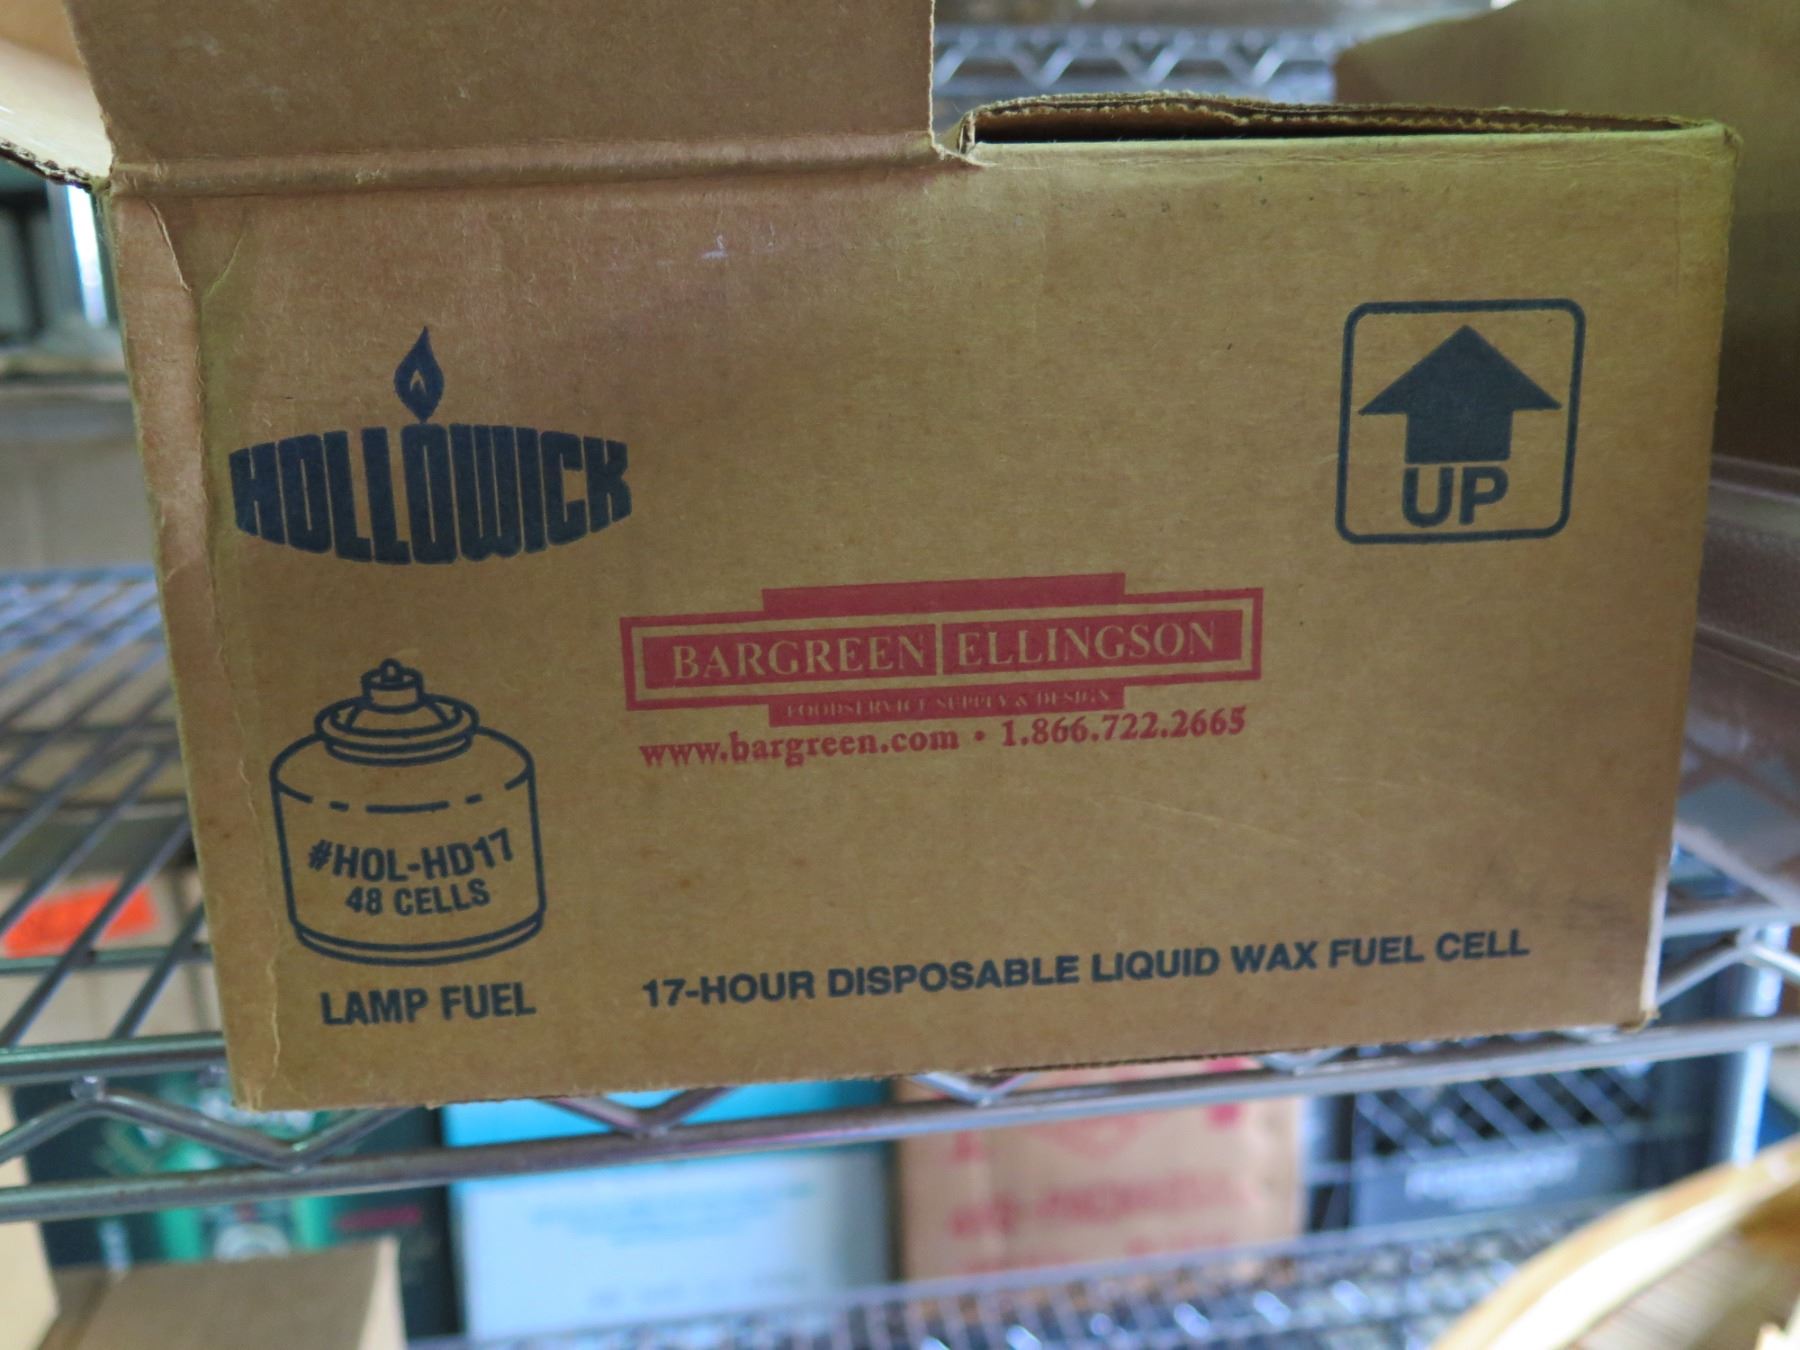 HOLLOWICK
UP
BARGREEN ELLINGSON
FOODSERVICE SUPPLY & DESIGN
www.bargreen.com • 1.866.722.2665
#HOL-HD17
48 CELLS
LAMP FUEL
17-HOUR DISPOSABLE LIQUID WAX FUEL CELL